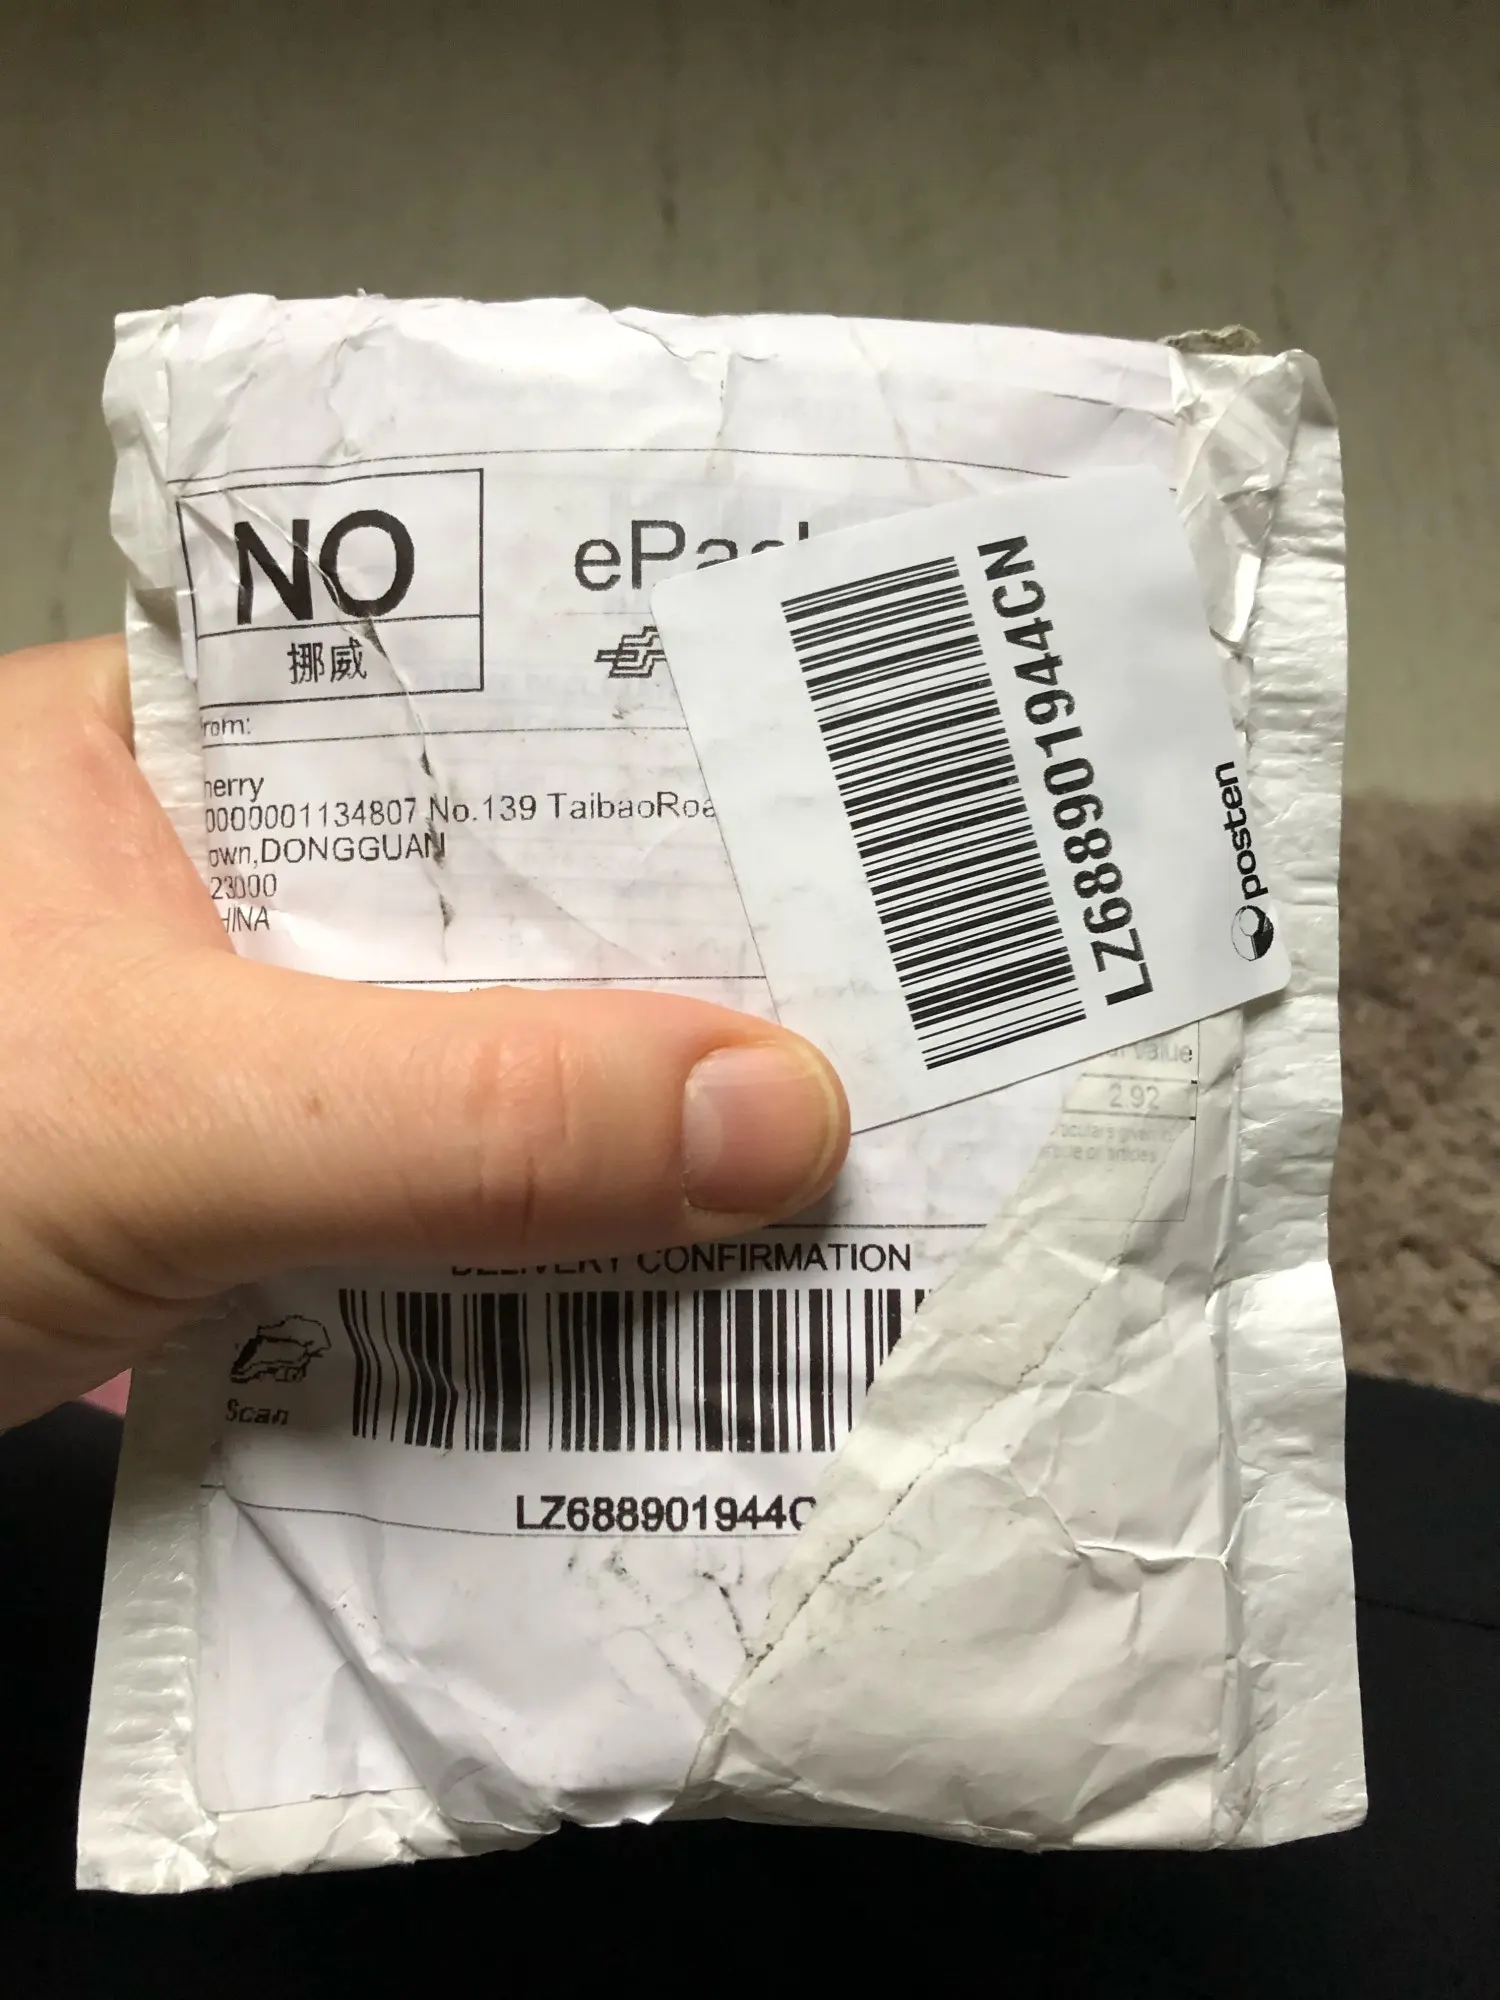 NO
挪威
rom:
herry
0000001134807 No.139 TaibaoRoa
own,DONGGUAN
23000
HINA
LZ688901944CN
posten
value
2.92
DELIVERY CONFIRMATION
Scan
LZ688901944C